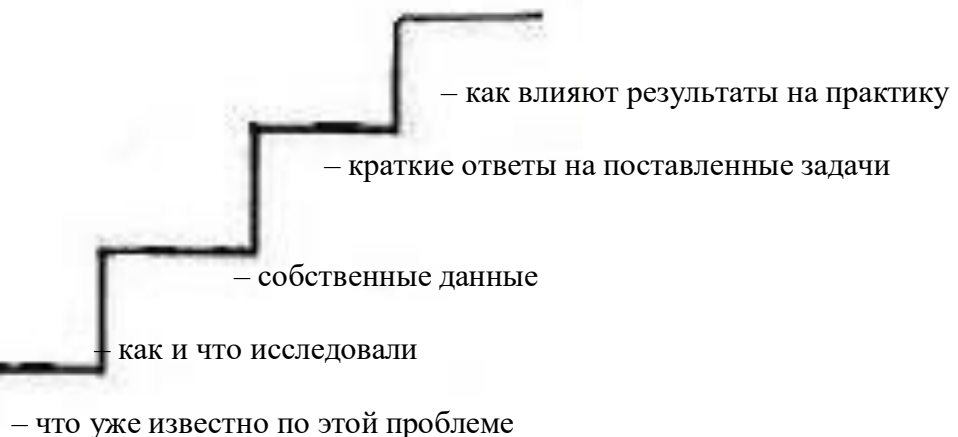 – как влияют результаты на практику
– краткие ответы на поставленные задачи
– собственные данные
– как и что исследовали
– что уже известно по этой проблеме